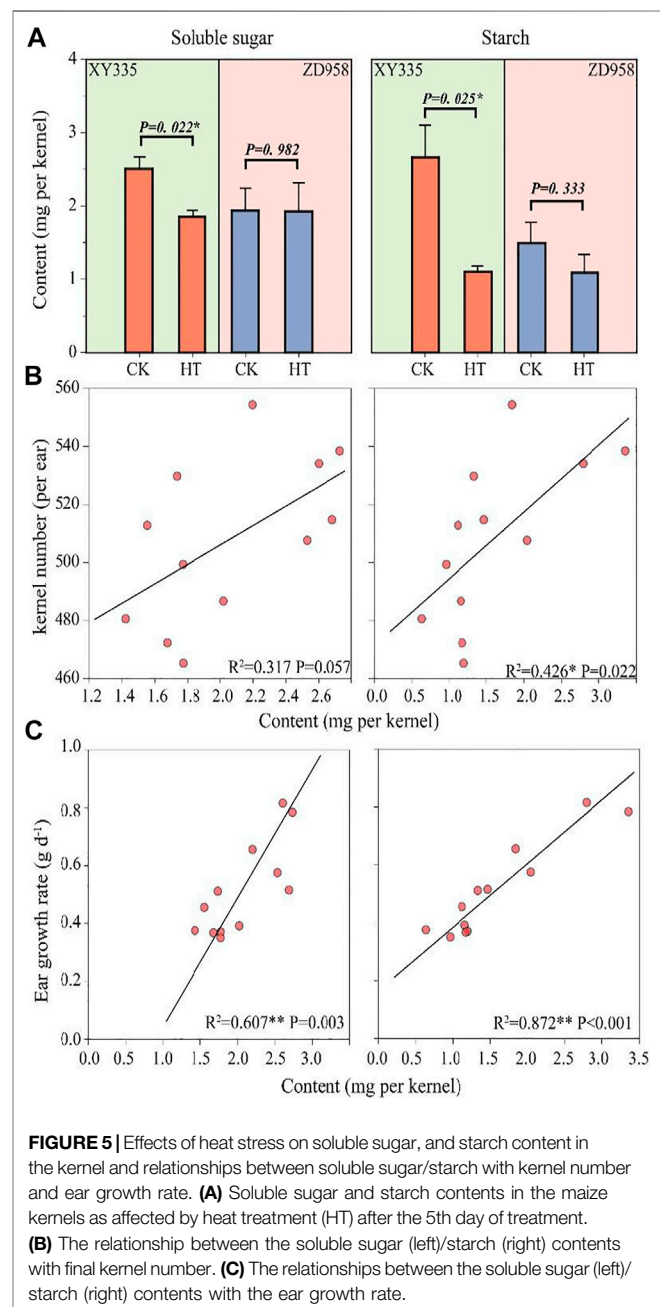 A
Soluble sugar
Starch
Content (mg per kernel)
4
3
2
1
0
XY335
ZD958
P=0. 022*
P=0. 982
CK
HT
CK
HT
XY335
ZD958
P=0. 025*
P=0. 333
CK
HT
CK
HT
B
kernel number (per ear)
560
540
520
500
480
460
R²=0.317 P=0.057
1.2 1.4 1.6 1.8 2.0 2.2 2.4 2.6
R²=0.426* P=0.022
0.0 0.5 1.0 1.5 2.0 2.5 3.0
Content (mg per kernel)
C
Ear growth rate (g d⁻¹)
1.0
0.8
0.6
0.4
0.2
0.0
R²=0.607** P=0.003
0.0 0.5 1.0 1.5 2.0 2.5 3.0
R²=0.872** P<0.001
0.0 0.5 1.0 1.5 2.0 2.5 3.0 3.5
Content (mg per kernel)
FIGURE 5 | Effects of heat stress on soluble sugar, and starch content in
the kernel and relationships between soluble sugar/starch with kernel number
and ear growth rate. (A) Soluble sugar and starch contents in the maize
kernels as affected by heat treatment (HT) after the 5th day of treatment.
(B) The relationship between the soluble sugar (left)/starch (right) contents
with final kernel number. (C) The relationships between the soluble sugar (left)/
starch (right) contents with the ear growth rate.